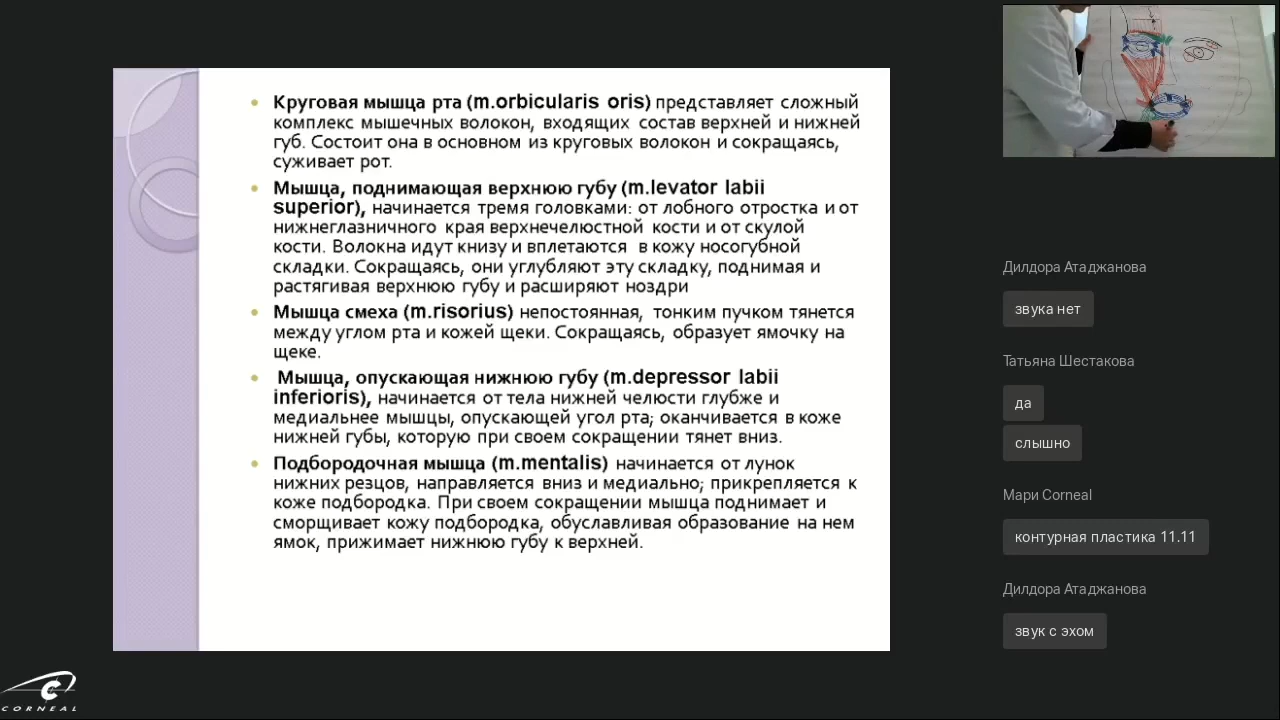 Круговая мышца рта (m.orbicularis oris) представляет сложный
комплекс мышечных волокон, входящих состав верхней и нижней
губ. Состоит она в основном из круговых волокон и сокращаясь,
суживает рот.
Мышца, поднимающая верхнюю губу (m.levator labii
superior), начинается тремя головками: от лобного отростка и от
нижнеглазничного края верхнечелюстной кости и от скулой
кости. Волокна идут книзу и вплетаются в кожу носогубной
складки. Сокращаясь, они углубляют эту складку, поднимая и
растягивая верхнюю губу и расширяют ноздри
Мышца смеха (m.risorius) непостоянная, тонким пучком тянется
между углом рта и кожей щеки. Сокращаясь, образует ямочку на
щеке.
Мышца, опускающая нижнюю губу (m.depressor labii
inferioris), начинается от тела нижней челюсти глубже и
медиальнее мышцы, опускающей угол рта; оканчивается в коже
нижней губы, которую при своем сокращении тянет вниз.
Подбородочная мышца (m.mentalis) начинается от лунок
нижних резцов, направляется вниз и медиально; прикрепляется к
коже подбородка. При своем сокращении мышца поднимает и
сморщивает кожу подбородка, обуславливая образование на нем
ямок, прижимает нижнюю губу к верхней.
Дилдора Атаджанова
звука нет
Татьяна Шестакова
да
слышно
Мари Corneal
контурная пластика 11.11
Дилдора Атаджанова
звук с эхом
CORNEAL